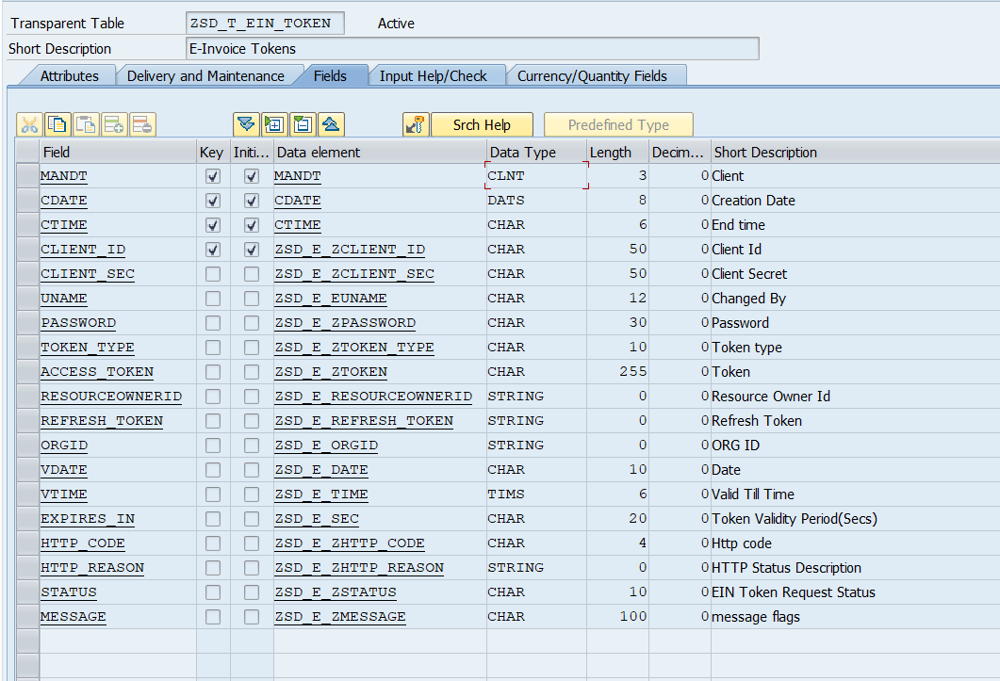 Transparent Table ZSD_T_EIN_TOKEN Active
Short Description E-Invoice Tokens
Attributes Delivery and Maintenance Fields Input Help/Check Currency/Quantity Fields
Srch Help Predefined Type
Field Key Initi... Data element Data Type Length Decim... Short Description
MANDT MANDT CLNT 3 0 Client
CDATE CDATE DATS 8 0 Creation Date
CTIME CTIME CHAR 6 0 End time
CLIENT_ID ZSD_E_ZCLIENT_ID CHAR 50 0 Client Id
CLIENT_SEC ZSD_E_ZCLIENT_SEC CHAR 50 0 Client Secret
UNAME ZSD_E_EUNAME CHAR 12 0 Changed By
PASSWORD ZSD_E_ZPASSWORD CHAR 30 0 Password
TOKEN_TYPE ZSD_E_ZTOKEN_TYPE CHAR 10 0 Token type
ACCESS_TOKEN ZSD_E_ZTOKEN CHAR 255 0 Token
RESOURCEOWNERID ZSD_E_RESOURCEOWNERID STRING 0 0 Resource Owner Id
REFRESH_TOKEN ZSD_E_REFRESH_TOKEN STRING 0 0 Refresh Token
ORGID ZSD_E_ORGID STRING 0 0 ORG ID
VDATE ZSD_E_DATE CHAR 10 0 Date
VTIME ZSD_E_TIME TIMS 6 0 Valid Till Time
EXPIRES_IN ZSD_E_SEC CHAR 20 0 Token Validity Period(Secs)
HTTP_CODE ZSD_E_ZHTTP_CODE CHAR 4 0 Http code
HTTP_REASON ZSD_E_ZHTTP_REASON STRING 0 0 HTTP Status Description
STATUS ZSD_E_ZSTATUS CHAR 10 0 EIN Token Request Status
MESSAGE ZSD_E_ZMESSAGE CHAR 100 0 message flags